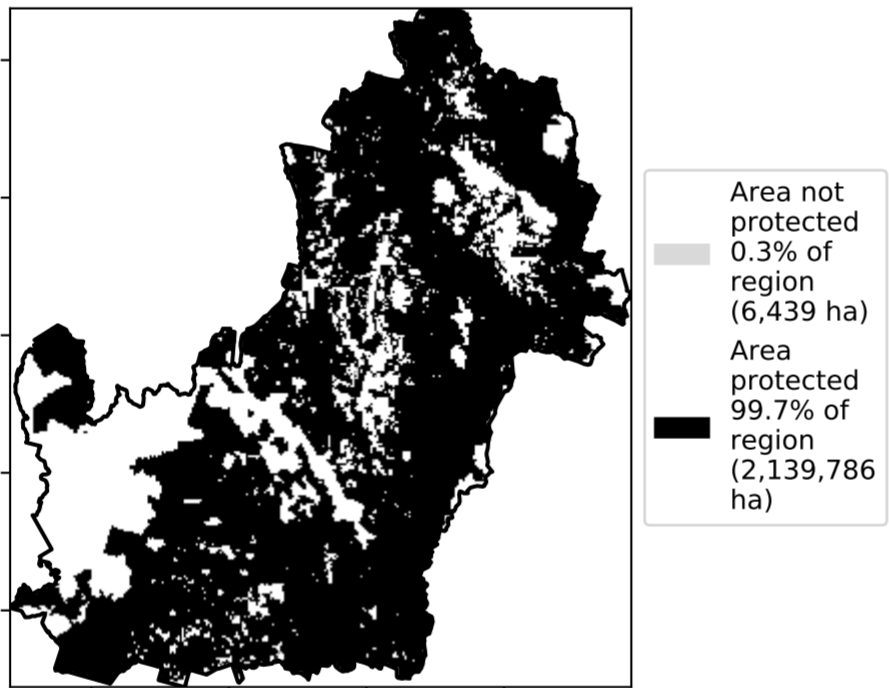 Area not
protected
0.3% of
region
(6,439 ha)
Area
protected
99.7% of
region
(2,139,786
ha)